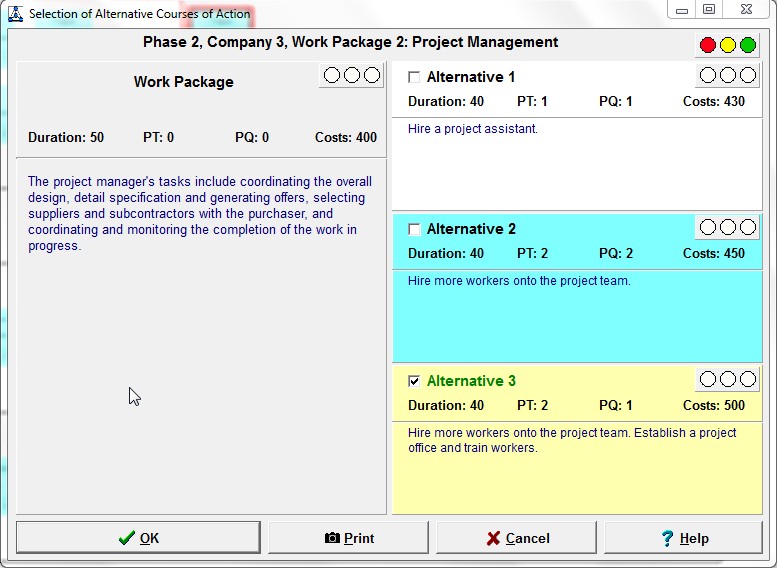 Selection of Alternative Courses of Action
Phase 2, Company 3, Work Package 2: Project Management
Work Package
Duration: 50 PT: 0 PQ: 0 Costs: 400
The project manager's tasks include coordinating the overall
design, detail specification and generating offers, selecting
suppliers and subcontractors with the purchaser, and
coordinating and monitoring the completion of the work in
progress.
Alternative 1
Duration: 40 PT: 1 PQ: 1 Costs: 430
Hire a project assistant.
Alternative 2
Duration: 40 PT: 2 PQ: 2 Costs: 450
Hire more workers onto the project team.
Alternative 3
Duration: 40 PT: 2 PQ: 1 Costs: 500
Hire more workers onto the project team. Establish a project
office and train workers.
OK Print Cancel Help